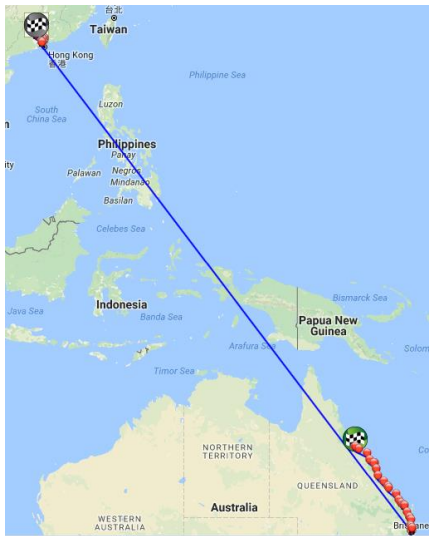 台北
Taiwan
Hong Kong
香港
Philippine Sea
South
China Sea
Luzon
Philippines
Panay
Palawan
Negros
Mindanao
Basilan
Celebes Sea
Indonesia
Java Sea
Banda Sea
Bismarck Sea
Papua New
Guinea
Arafura Sea
Solom
Timor Sea
NORTHERN
TERRITORY
QUEENSLAND
Australia
WESTERN
AUSTRALIA
Brisbane